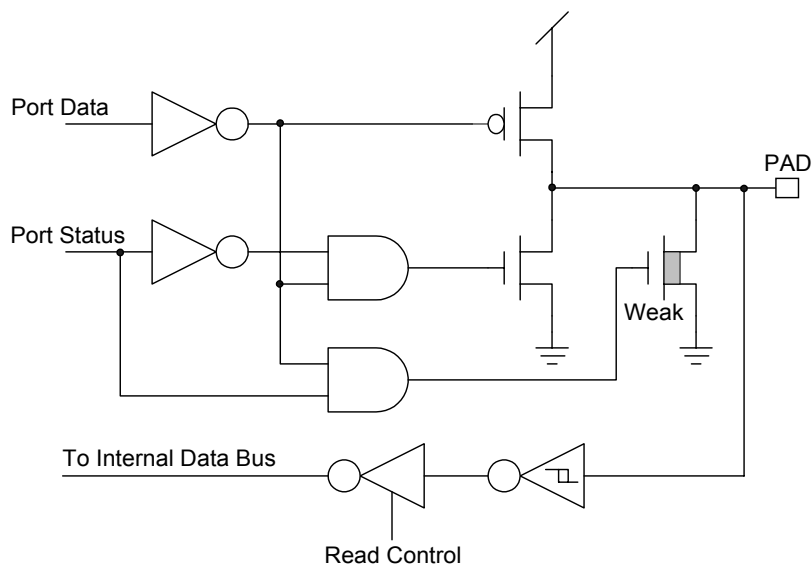 Port Data
PAD
Port Status
Weak
To Internal Data Bus
Read Control